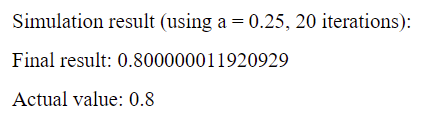 Simulation result (using a = 0.25, 20 iterations):
Final result: 0.800000011920929
Actual value: 0.8